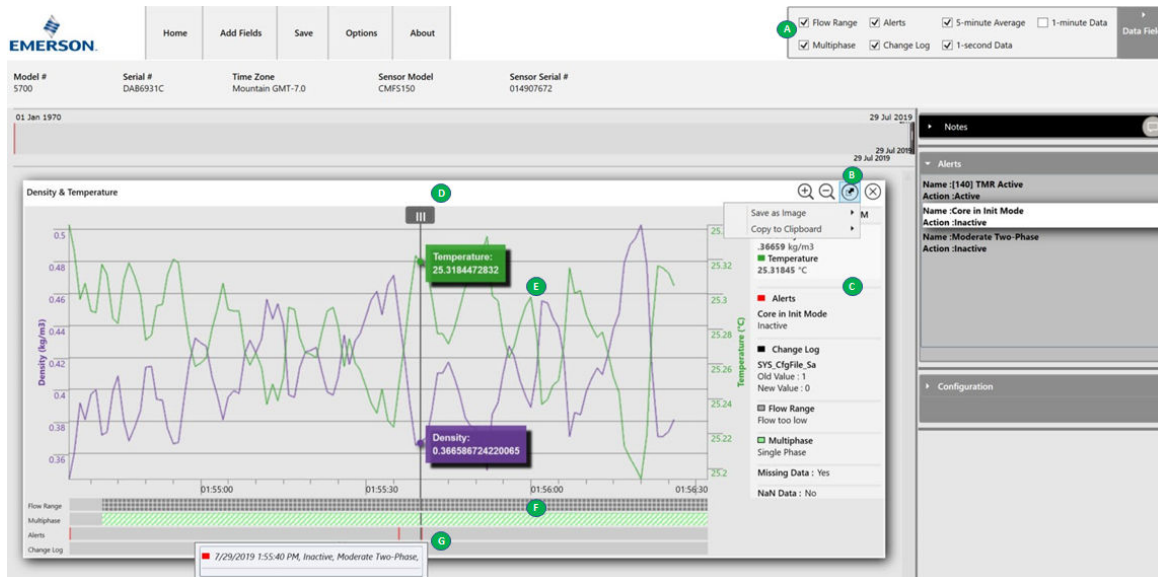 EMERSON
Home Add Fields Save Options About
A
Flow Range Alerts 5-minute Average 1-minute Data
Multiphase Change Log 1-second Data
Data Fiel
Model # Serial # Time Zone Sensor Model Sensor Serial #
5700 DAB6931C Mountain GMT-7.0 CMFS150 014907672
01 Jan 1970 29 Jul 2019
29 Jul 2019
29 Jul 2019
Notes
Alerts
Name :[140] TMR Active
Action :Active
Name :Core in Init Mode
Action :Inactive
Name :Moderate Two-Phase
Action :Inactive
Configuration
B
Density & Temperature D
Save as Image M
Copy to Clipboard
.36659 kg/m3
Temperature
25.31845 °C
C
Alerts
Core in Init Mode
Inactive
Change Log
SYS_CfgFile_Sa
Old Value : 1
New Value : 0
Flow Range
Flow too low
Multiphase
Single Phase
Missing Data : Yes
NaN Data : No
Density (kg/m3)
0.5
0.48
0.46
0.44
0.42
0.4
0.38
0.36
Temperature:
25.3184472832
E
Density:
0.366586724220065
Temperature (°C)
25.
25.32
25.3
25.28
25.26
25.24
25.22
25.2
01:55:00 01:55:30 01:56:00 01:56:30
Flow Range F
Multiphase
Alerts G
Change Log
7/29/2019 1:55:40 PM, Inactive, Moderate Two-Phase,